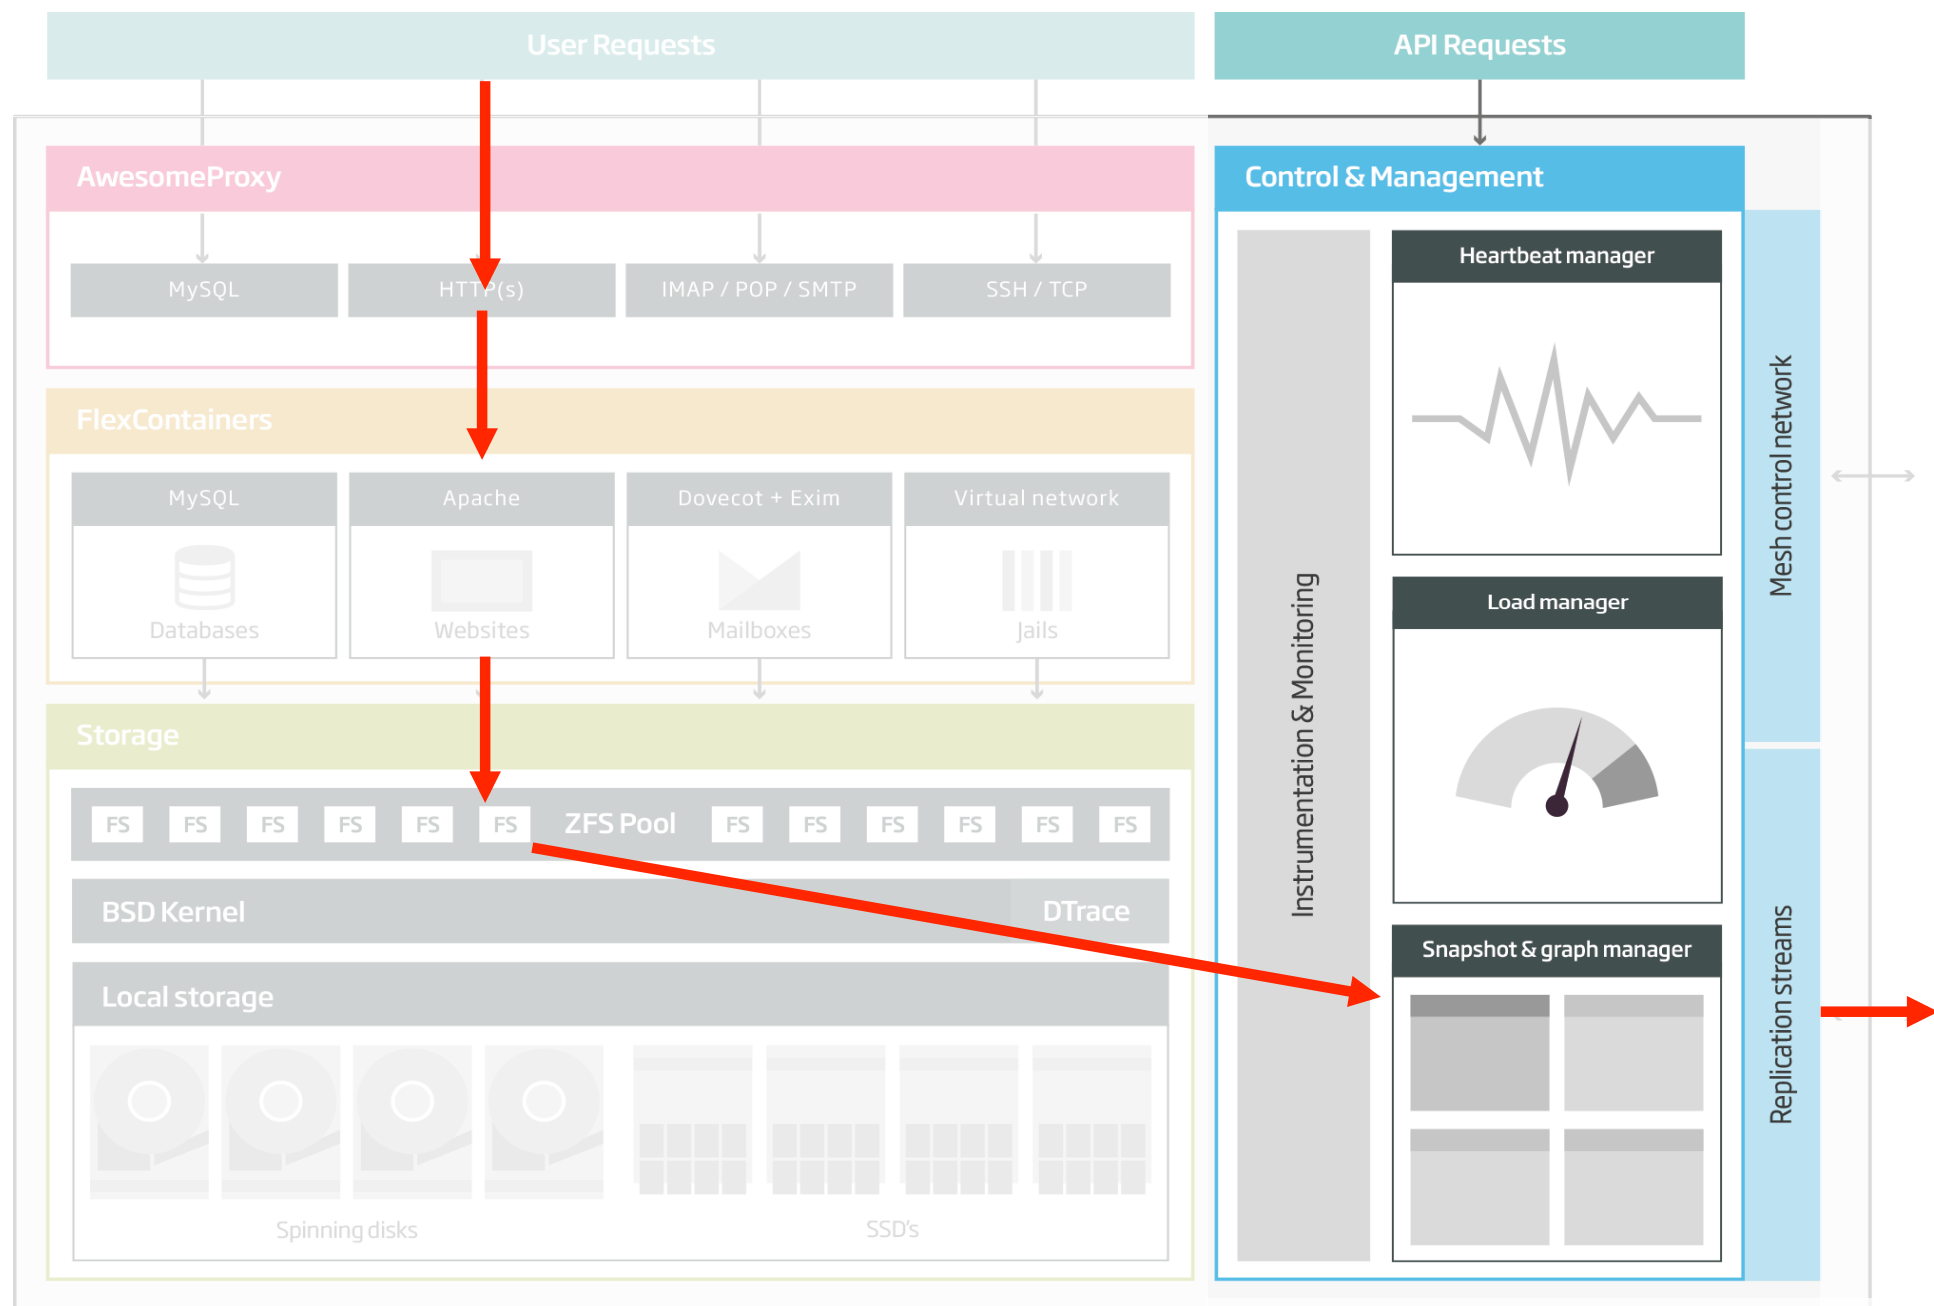 User Requests
API Requests
AwesomeProxy
MySQL
HTTP(s)
IMAP / POP / SMTP
SSH / TCP
FlexContainers
MySQL
Apache
Dovecot + Exim
Virtual network
Databases
Websites
Mailboxes
Jails
Storage
FS FS FS FS FS FS ZFS Pool FS FS FS FS FS FS
BSD Kernel
DTrace
Local storage
Spinning disks
SSD's
Control & Management
Instrumentation & Monitoring
Heartbeat manager
Load manager
Snapshot & graph manager
Mesh control network
Replication streams